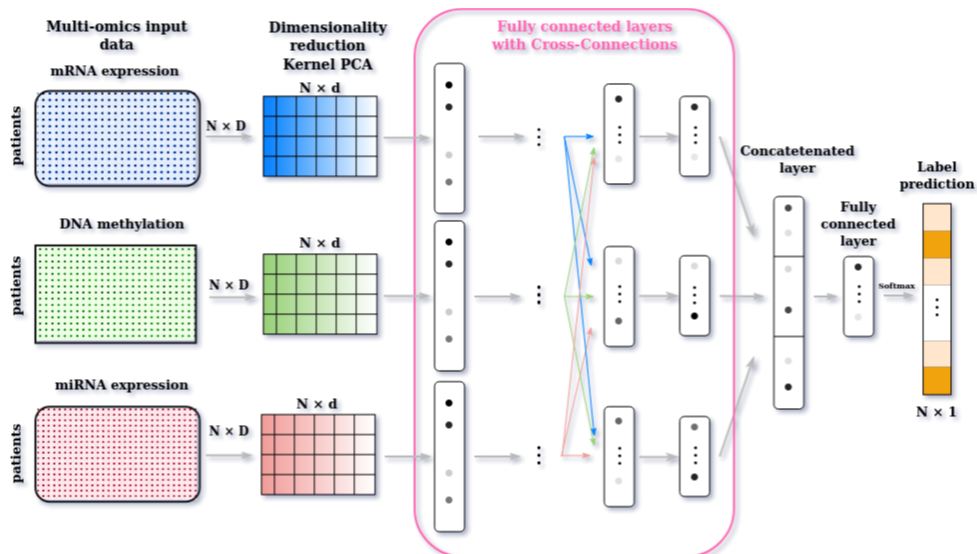 Multi-omics input
data
mRNA expression
patients
N × D
Dimensionality
reduction
Kernel PCA
N × d
Fully connected layers
with Cross-Connections
DNA methylation
patients
N × D
N × d
miRNA expression
patients
N × D
N × d
Concatetenated
layer
Fully
connected
layer
Softmax
Label
prediction
N × 1